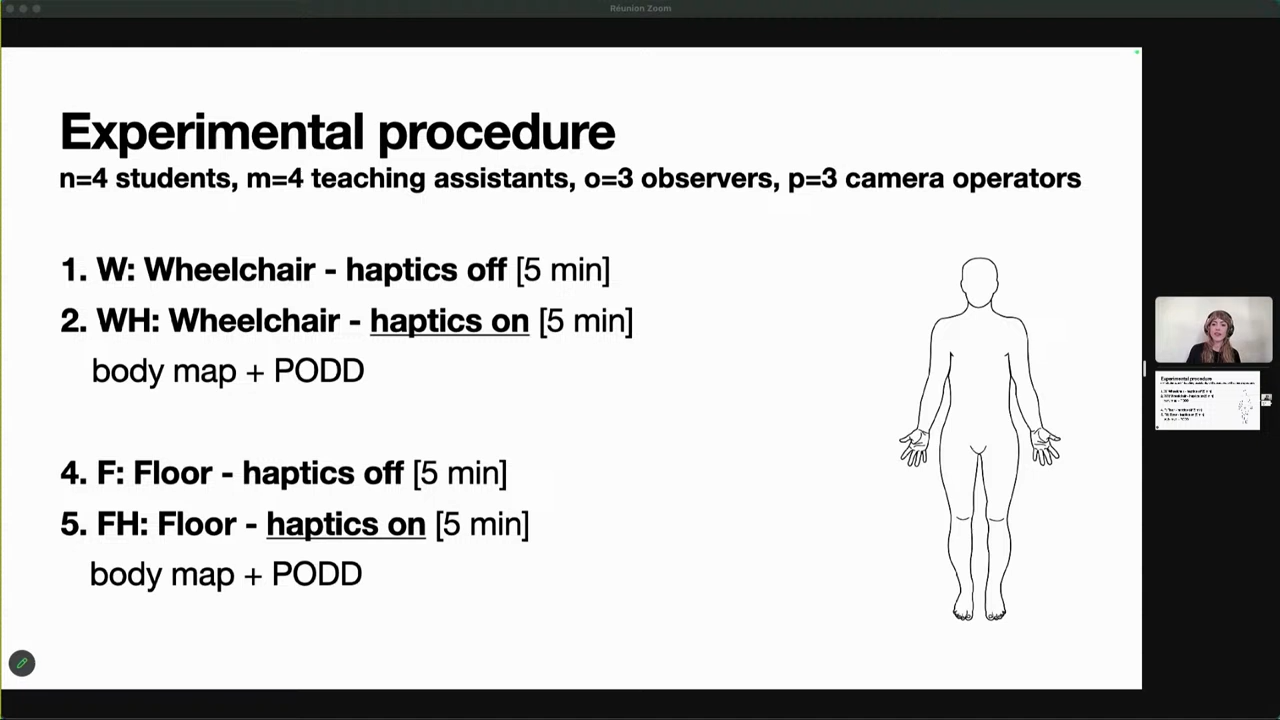 Réunion Zoom
Experimental procedure
n=4 students, m=4 teaching assistants, o=3 observers, p=3 camera operators
1. W: Wheelchair - haptics off [5 min]
2. WH: Wheelchair - haptics on [5 min]
body map + PODD
4. F: Floor - haptics off [5 min]
5. FH: Floor - haptics on [5 min]
body map + PODD
Experimental procedure